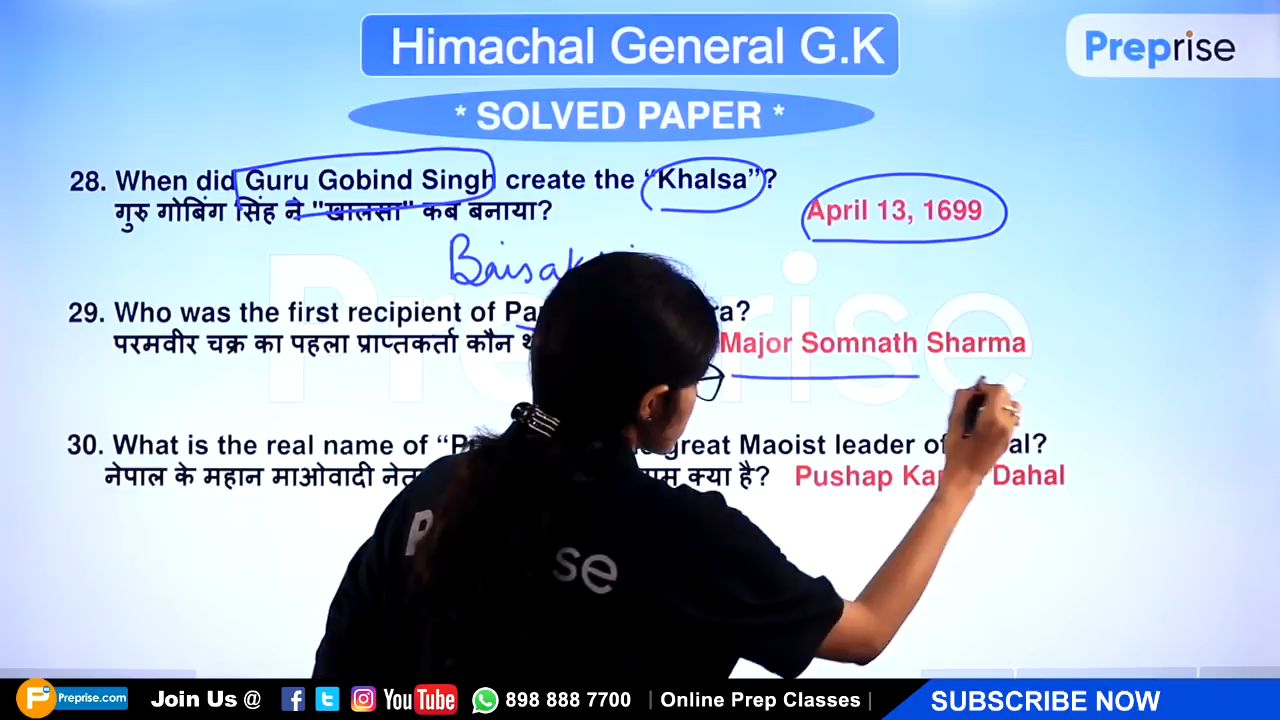 Himachal General G.K
Preprise
* SOLVED PAPER *
28. When did Guru Gobind Singh create the “Khalsa”?
गुरु गोबिंग सिंह ने "खालसा" कब बनाया?
April 13, 1699
29. Who was the first recipient of
परमवीर चक्र का पहला प्राप्तकर्ता कौन
Major Somnath Sharma
30. What is the real name of great Maoist leader of
नेपाल के महान माओवादी क्या है? Pushap Dahal
Preprise.com Join Us @ YouTube 898 888 7700 | Online Prep Classes | SUBSCRIBE NOW